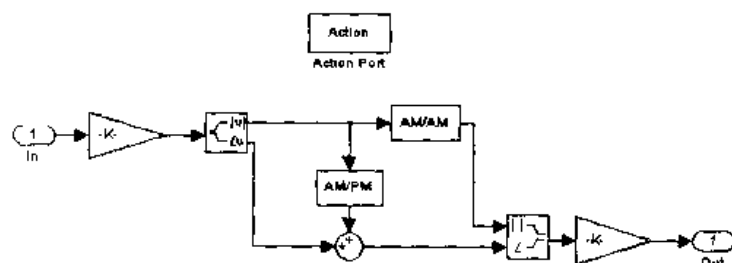 Action
Action Port
1
In
-K-
|u|
∠u
AM/AM
AM/PM
++
||
∠
-K-
1
Out